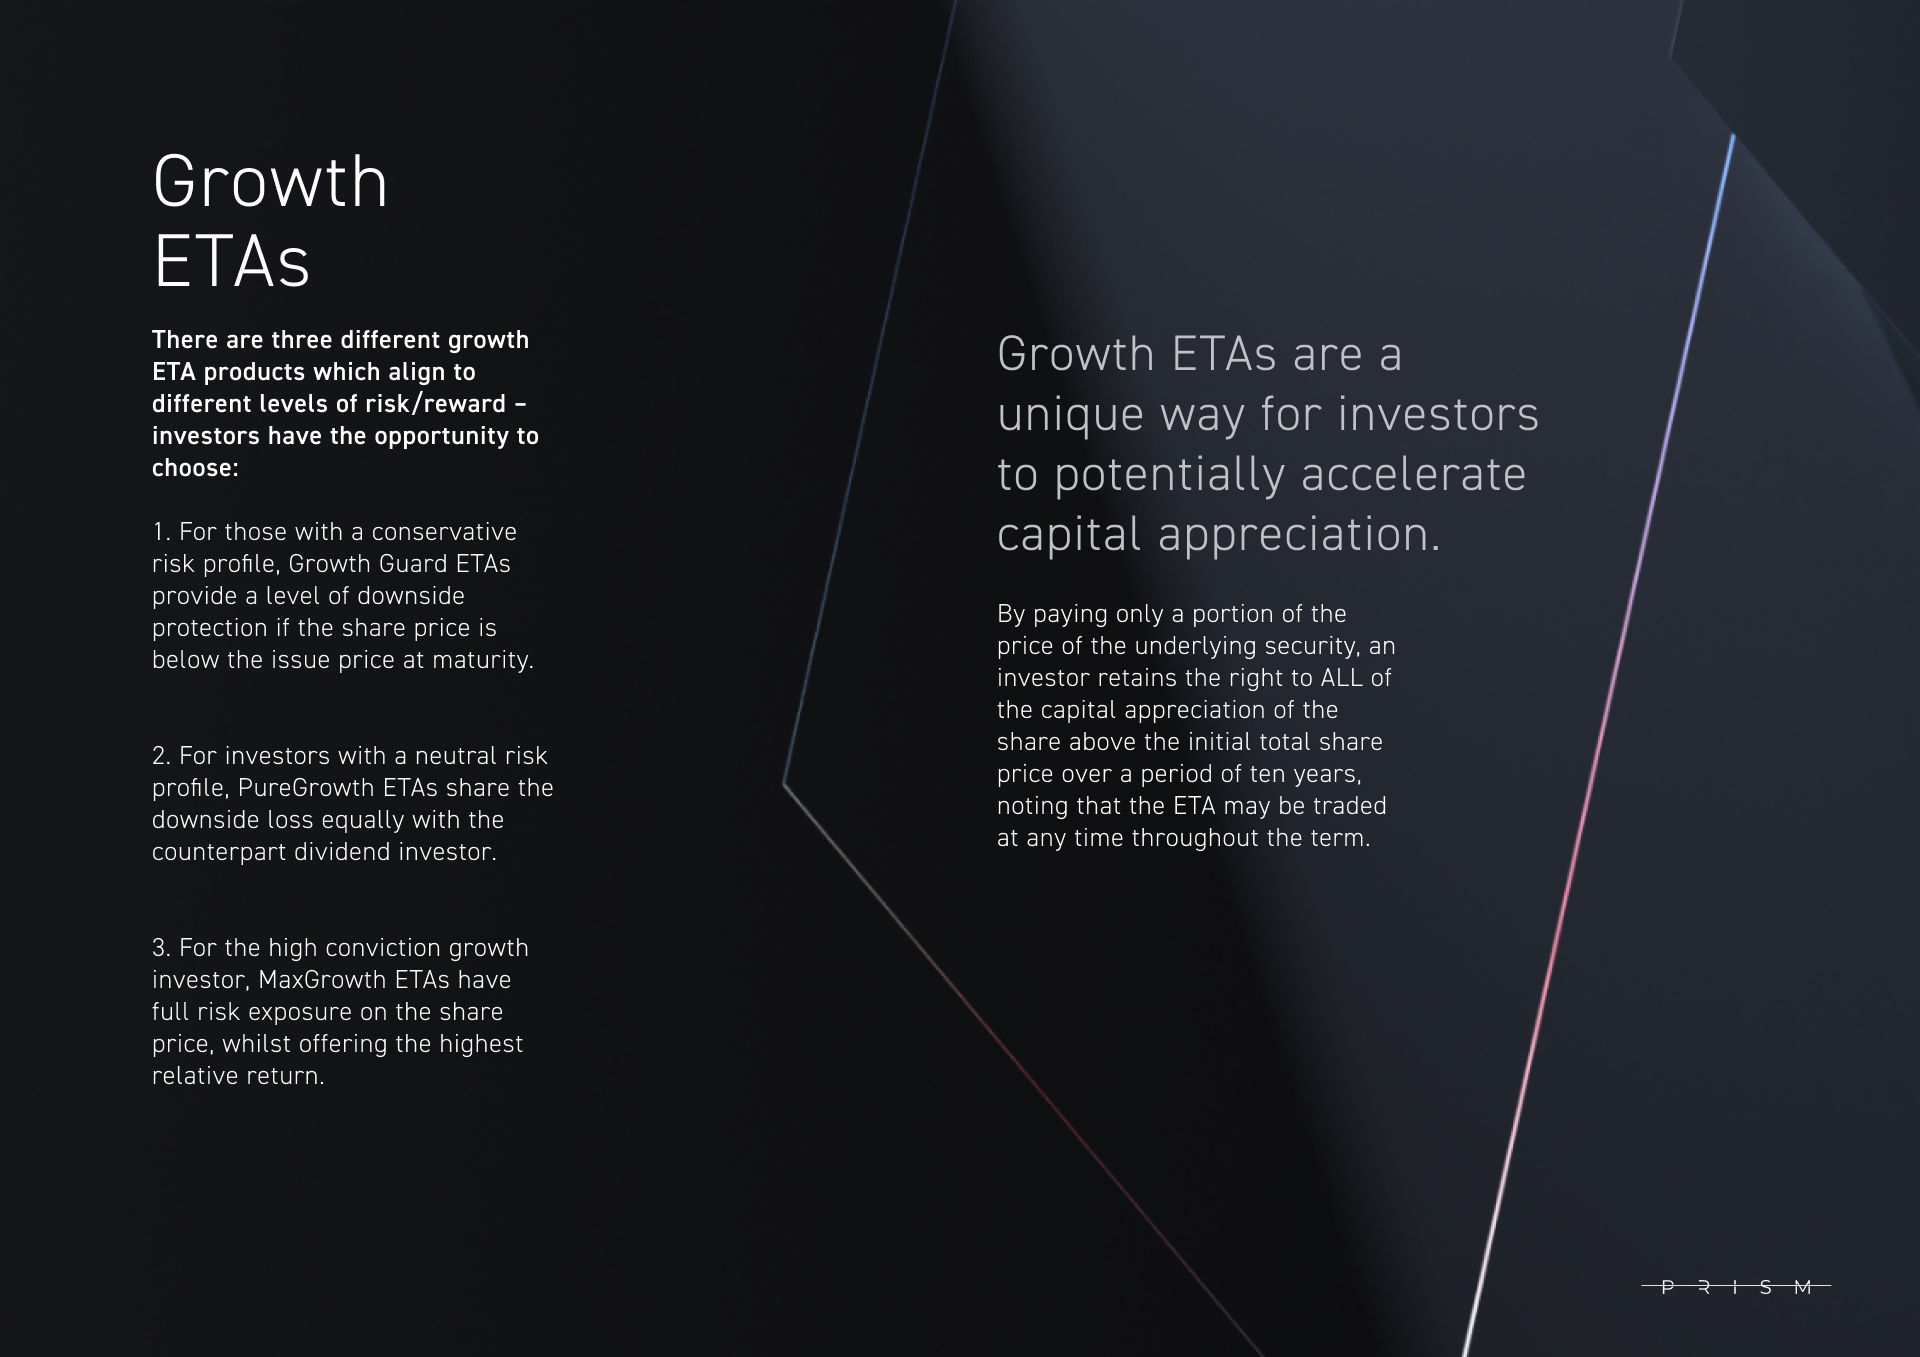 Growth
ETAs
There are three different growth
ETA products which align to
different levels of risk/reward –
investors have the opportunity to
choose:
1. For those with a conservative
risk profile, Growth Guard ETAs
provide a level of downside
protection if the share price is
below the issue price at maturity.
2. For investors with a neutral risk
profile, PureGrowth ETAs share the
downside loss equally with the
counterpart dividend investor.
3. For the high conviction growth
investor, MaxGrowth ETAs have
full risk exposure on the share
price, whilst offering the highest
relative return.
Growth ETAs are a
unique way for investors
to potentially accelerate
capital appreciation.
By paying only a portion of the
price of the underlying security, an
investor retains the right to ALL of
the capital appreciation of the
share above the initial total share
price over a period of ten years,
noting that the ETA may be traded
at any time throughout the term.
PRISM